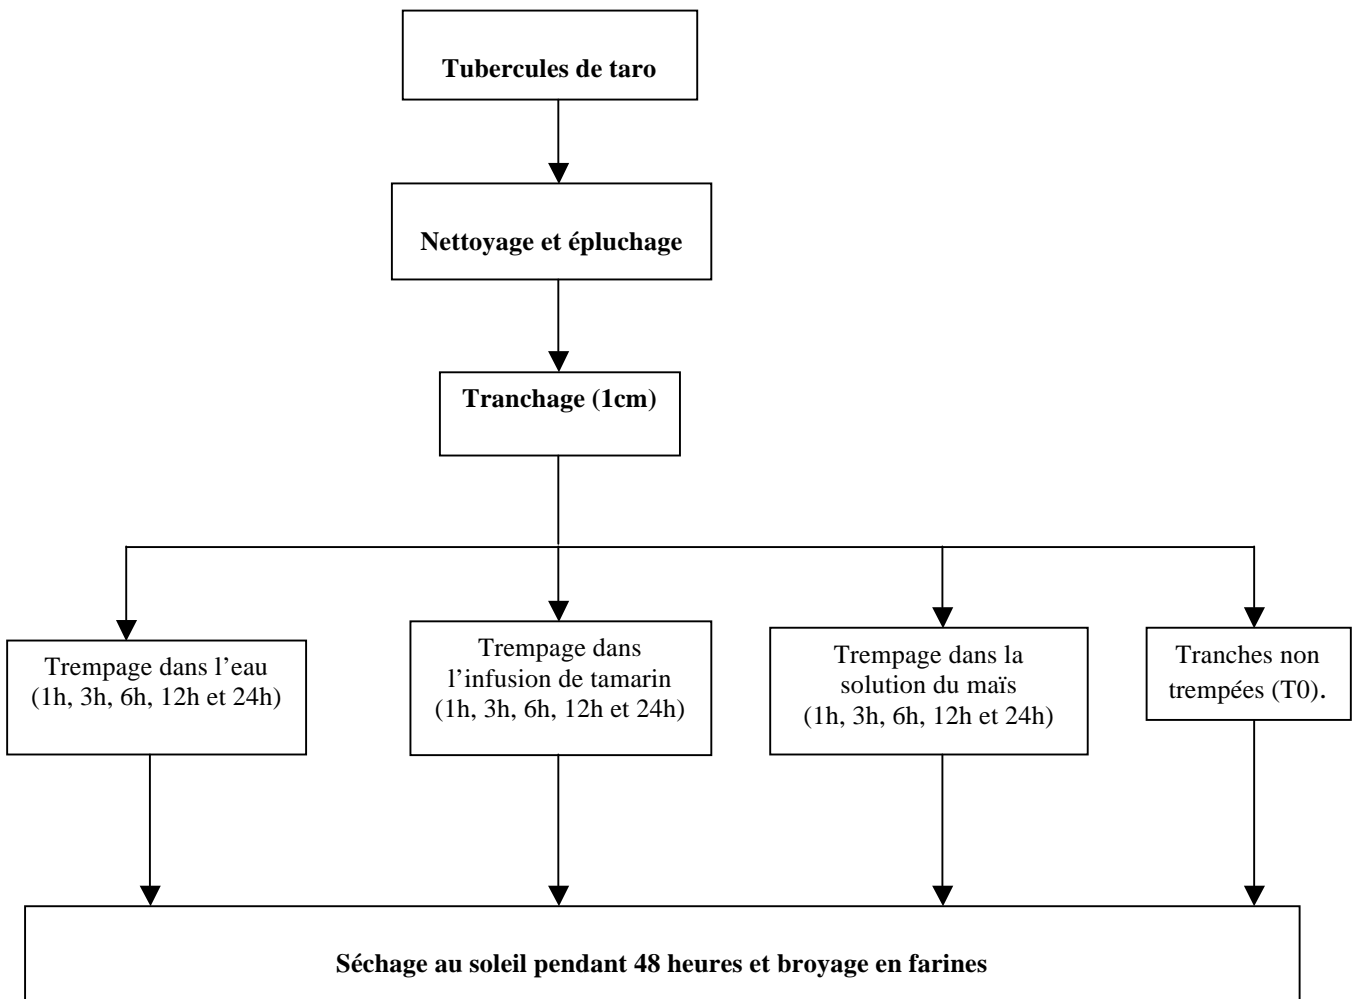 Tubercules de taro
Nettoyage et épluchage
Tranchage (1cm)
Trempage dans l’eau
(1h, 3h, 6h, 12h et 24h)
Trempage dans
l’infusion de tamarin
(1h, 3h, 6h, 12h et 24h)
Trempage dans la
solution du maïs
(1h, 3h, 6h, 12h et 24h)
Tranches non
trempées (T0).
Séchage au soleil pendant 48 heures et broyage en farines